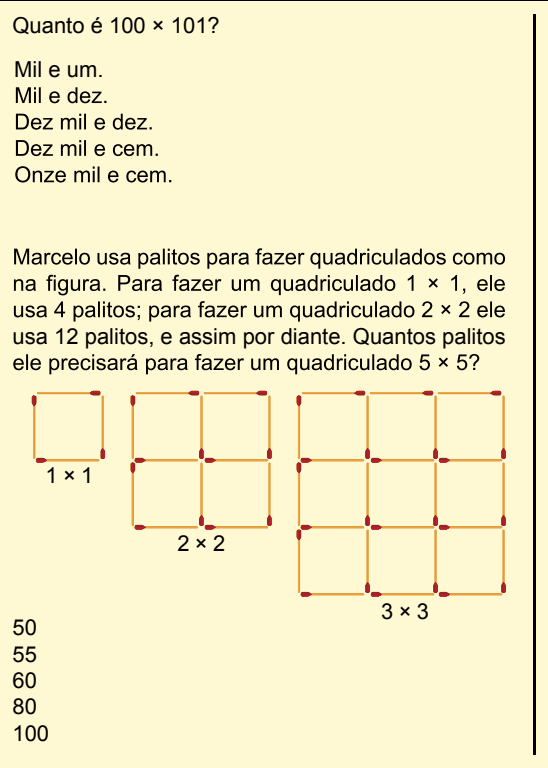 Quanto é 100 × 101?
Mil e um.
Mil e dez.
Dez mil e dez.
Dez mil e cem.
Onze mil e cem.
Marcelo usa palitos para fazer quadriculados como
na figura. Para fazer um quadriculado 1 × 1, ele
usa 4 palitos; para fazer um quadriculado 2 × 2 ele
usa 12 palitos, e assim por diante. Quantos palitos
ele precisará para fazer um quadriculado 5 × 5?
1 × 1
2 × 2
3 × 3
50
55
60
80
100